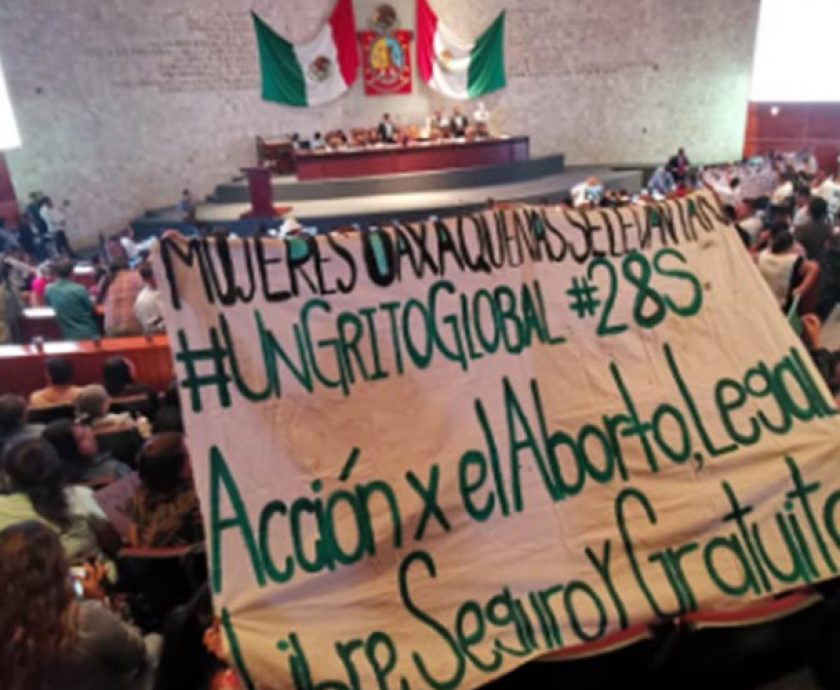 MUJERES OAXAQUEÑAS SE LEVANTAN
#UNGRITOGLOBAL #28S
Acción x el Aborto, Legal
Libre, Seguro Y Gratuito